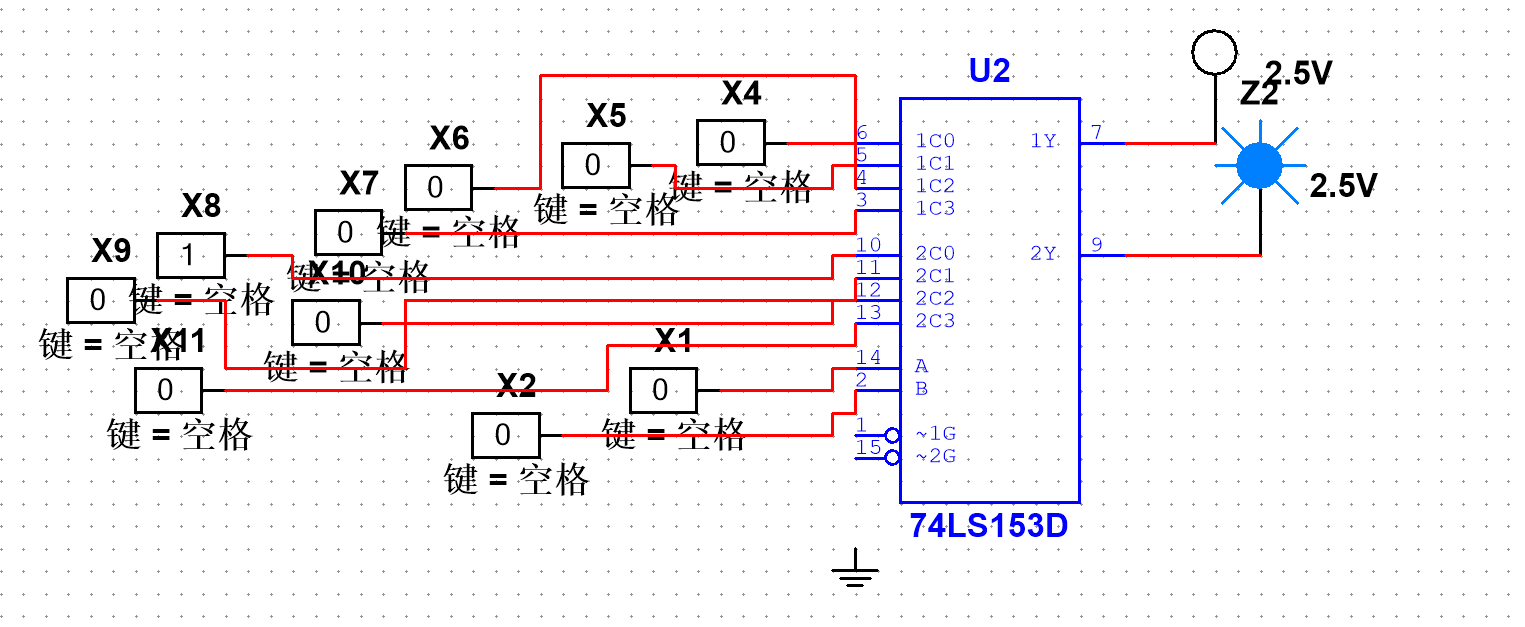 2.5V
U2
Z2
X4
0
键 = 空格
X5
0
键 = 空格
X6
0
键 = 空格
X7
0
键 = 空格
X8
1
键 = 空格
X9
0
键 = 空格
X10
0
键 = 空格
X11
0
键 = 空格
X1
0
键 = 空格
X2
0
键 = 空格
6 1C0
5 1C1
4 1C2
3 1C3
10 2C0
11 2C1
12 2C2
13 2C3
14 A
2 B
1 ~1G
15 ~2G
1Y 7
2Y 9
2.5V
74LS153D